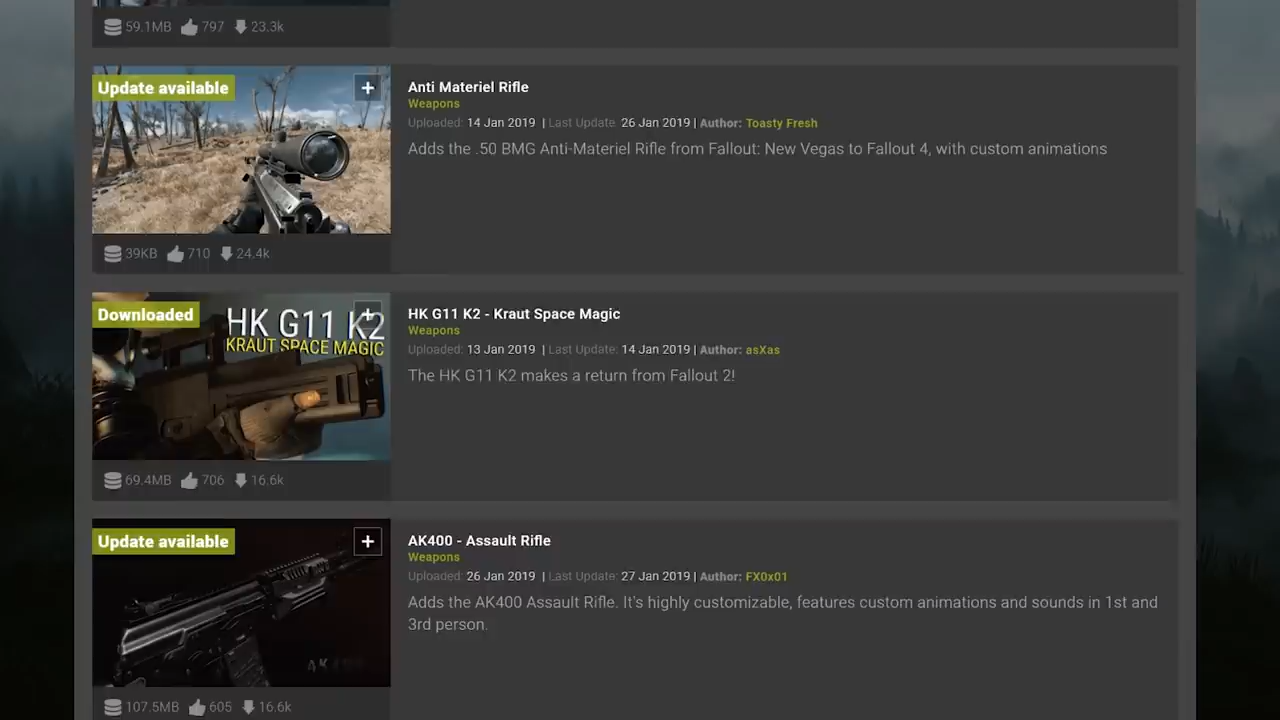 59.1MB 797 23.3k
Update available
Anti Materiel Rifle
Weapons
Uploaded: 14 Jan 2019 | Last Update: 26 Jan 2019 | Author: Toasty Fresh
Adds the .50 BMG Anti-Materiel Rifle from Fallout: New Vegas to Fallout 4, with custom animations
39KB 710 24.4k
Downloaded
HK G11 K2
KRAUT SPACE MAGIC
HK G11 K2 - Kraut Space Magic
Weapons
Uploaded: 13 Jan 2019 | Last Update: 14 Jan 2019 | Author: asXas
The HK G11 K2 makes a return from Fallout 2!
69.4MB 706 16.6k
Update available
AK400
AK400 - Assault Rifle
Weapons
Uploaded: 26 Jan 2019 | Last Update: 27 Jan 2019 | Author: FX0x01
Adds the AK400 Assault Rifle. It's highly customizable, features custom animations and sounds in 1st and
3rd person.
107.5MB 605 16.6k